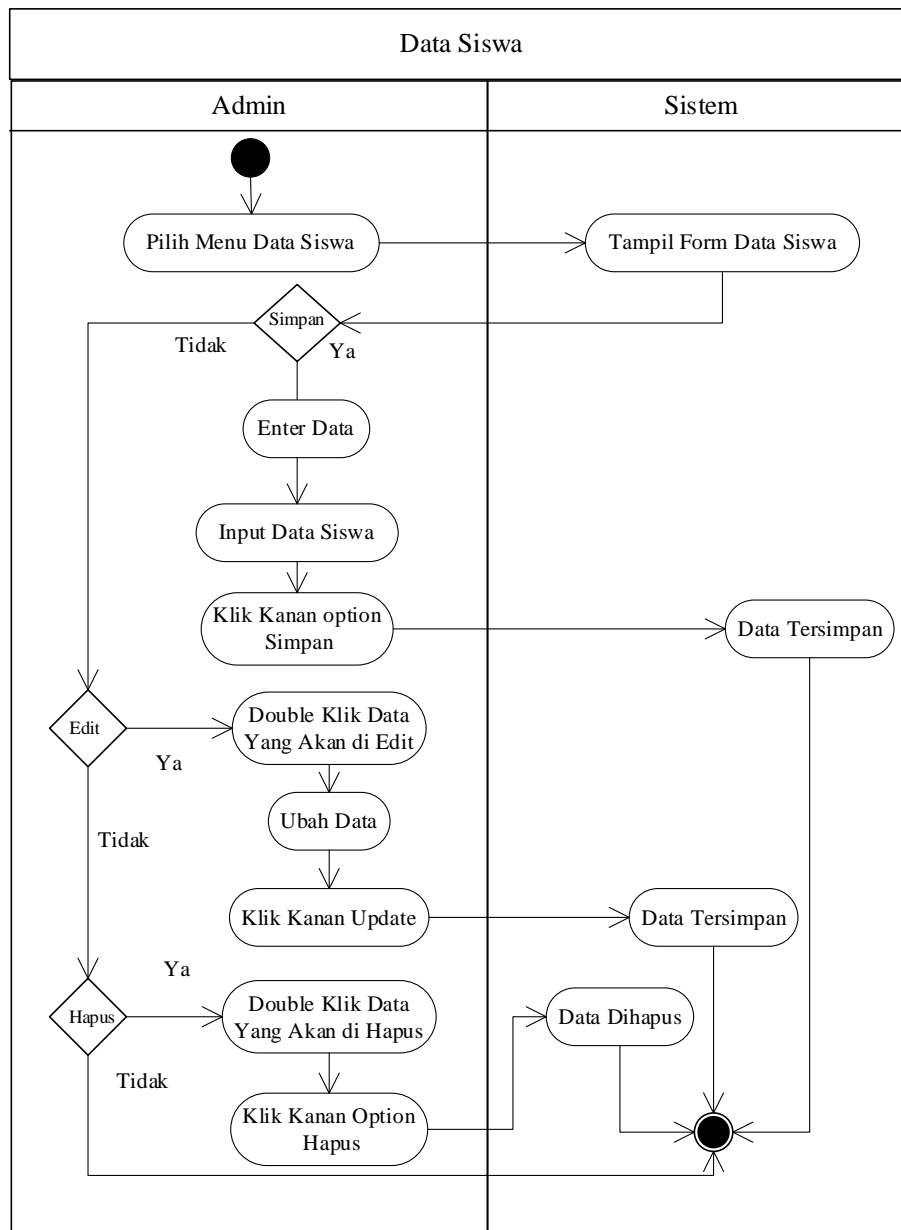 Data Siswa
Admin
Sistem
Pilih Menu Data Siswa
Tampil Form Data Siswa
Simpan
Tidak
Ya
Enter Data
Input Data Siswa
Klik Kanan option
Simpan
Data Tersimpan
Edit
Ya
Double Klik Data
Yang Akan di Edit
Ubah Data
Tidak
Klik Kanan Update
Data Tersimpan
Hapus
Ya
Double Klik Data
Yang Akan di Hapus
Data Dihapus
Tidak
Klik Kanan Option
Hapus